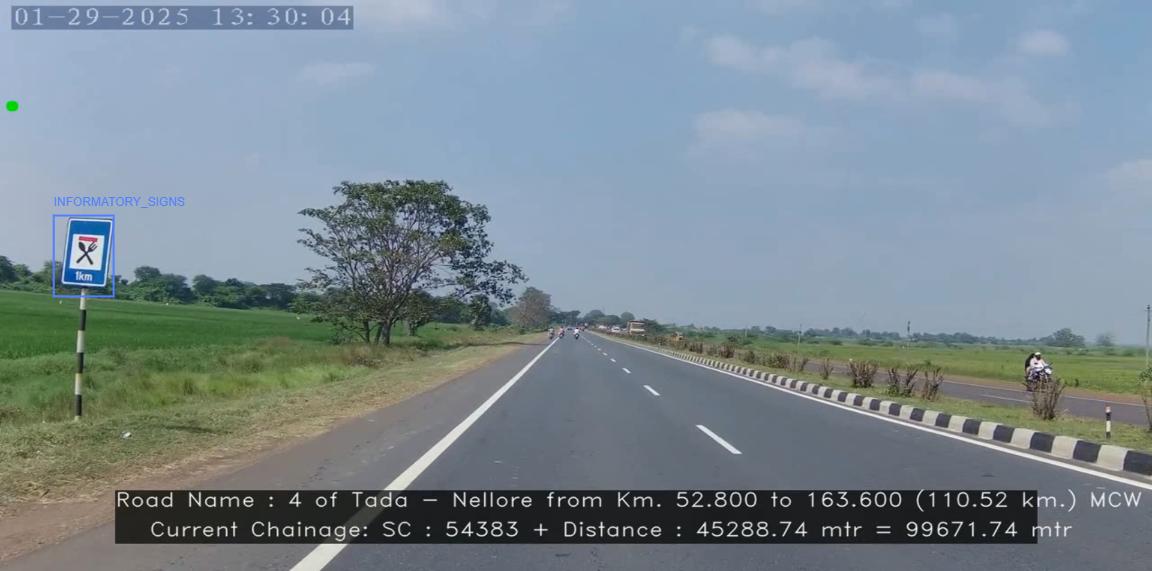 01-29-2025 13:30:04
INFORMATORY_SIGNS
1km
Road Name : 4 of Tada - Nellore from Km. 52.800 to 163.600 (110.52 km.) MCW
Current Chainage: SC : 54383 + Distance : 45288.74 mtr = 99671.74 mtr